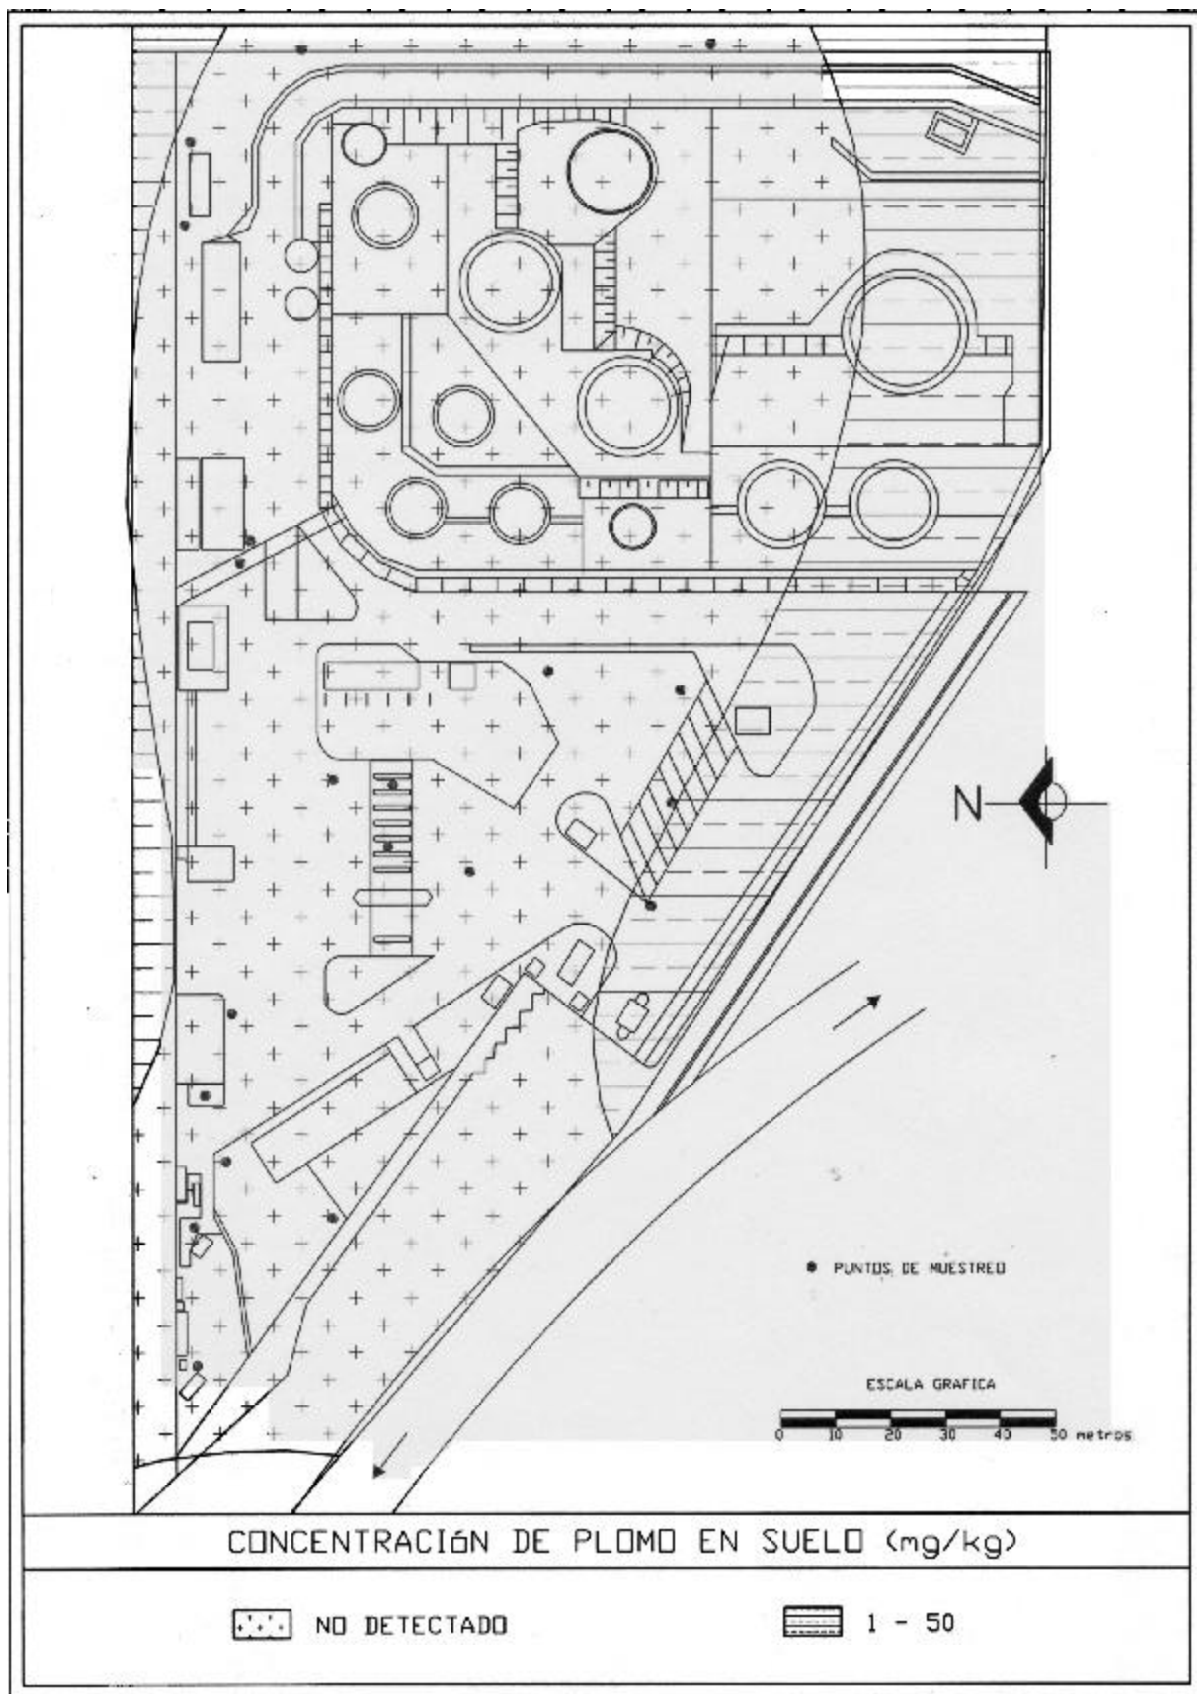 N
PUNTOS DE MUESTREO
ESCALA GRAFICA
0 10 20 30 40 50 metros
CONCENTRACIóN DE PLOMO EN SUELO (mg/kg)
NO DETECTADO
1 - 50